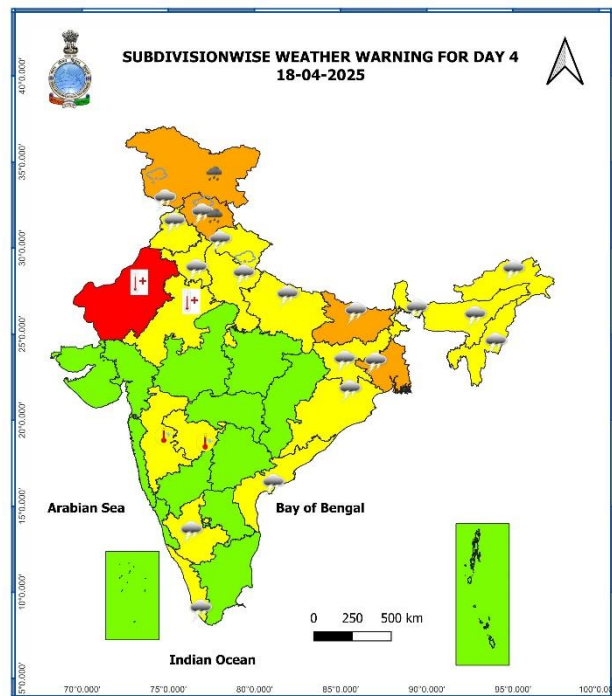 SUBDIVISIONWISE WEATHER WARNING FOR DAY 4
18-04-2025
40°0.000'
35°0.000'
30°0.000'
25°0.000'
20°0.000'
15°0.000'
10°0.000'
5°0.000'
Arabian Sea
Bay of Bengal
0 250 500 km
Indian Ocean
70°0.000' 75°0.000' 80°0.000' 85°0.000' 90°0.000' 95°0.000' 100°0.000'